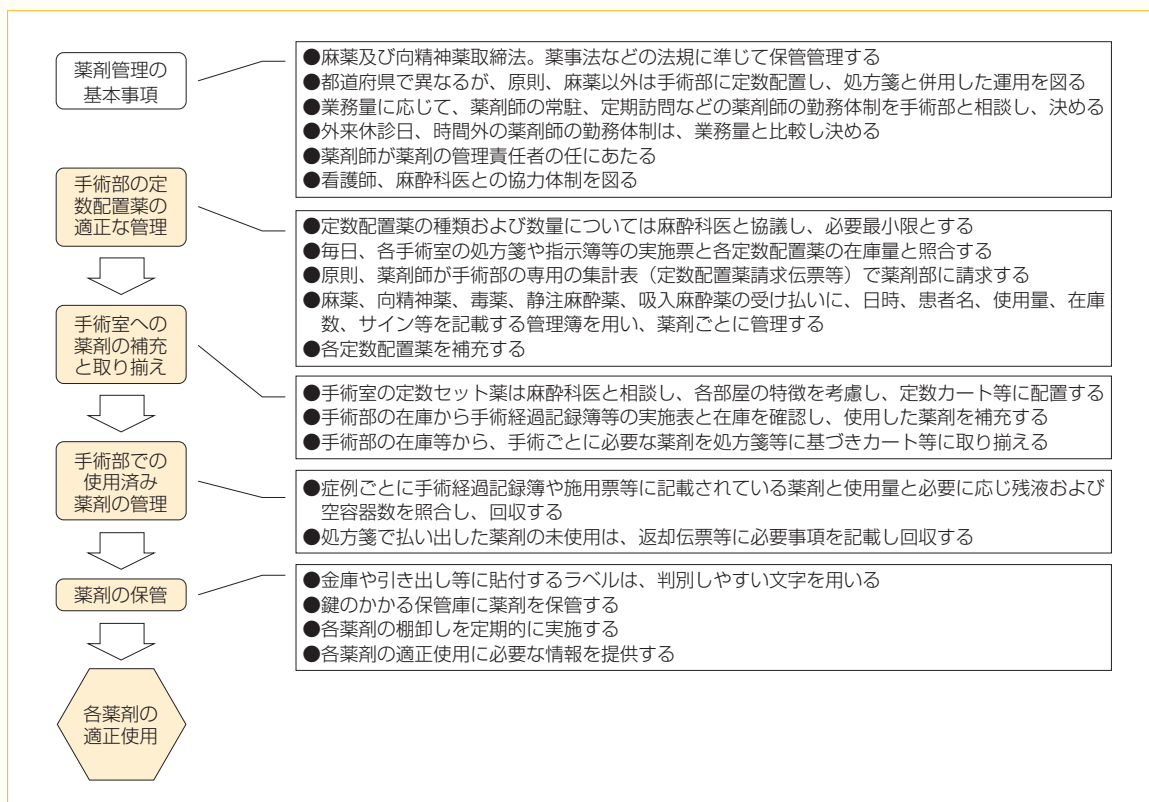 薬剤管理の
基本事項
●麻薬及び向精神薬取締法。薬事法などの法規に準じて保管管理する
●都道府県で異なるが、原則、麻薬以外は手術部に定数配置し、処方箋と併用した運用を図る
●業務量に応じて、薬剤師の常駐、定期訪問などの薬剤師の勤務体制を手術部と相談し、決める
●外来休診日、時間外の薬剤師の勤務体制は、業務量と比較し決める
●薬剤師が薬剤の管理責任者の任にあたる
●看護師、麻酔科医との協力体制を図る
手術部の定
数配置薬の
適正な管理
●定数配置薬の種類および数量については麻酔科医と協議し、必要最小限とする
●毎日、各手術室の処方箋や指示簿等の実施票と各定数配置薬の在庫量と照合する
●原則、薬剤師が手術部の専用の集計表（定数配置薬請求伝票等）で薬剤部に請求する
●麻薬、向精神薬、毒薬、静注麻酔薬、吸入麻酔薬の受け払いに、日時、患者名、使用量、在庫
数、サイン等を記載する管理簿を用い、薬剤ごとに管理する
●各定数配置薬を補充する
手術室への
薬剤の補充
と取り揃え
●手術室の定数セット薬は麻酔科医と相談し、各部屋の特徴を考慮し、定数カート等に配置する
●手術部の在庫から手術経過記録簿等の実施表と在庫を確認し、使用した薬剤を補充する
●手術部の在庫等から、手術ごとに必要な薬剤を処方箋等に基づきカート等に取り揃える
手術部での
使用済み
薬剤の管理
●症例ごとに手術経過記録簿や施用票等に記載されている薬剤と使用量と必要に応じ残液および
空容器数を照合し、回収する
●処方箋で払い出した薬剤の未使用は、返却伝票等に必要事項を記載し回収する
薬剤の保管
●金庫や引き出し等に貼付するラベルは、判別しやすい文字を用いる
●鍵のかかる保管庫に薬剤を保管する
●各薬剤の棚卸しを定期的に実施する
●各薬剤の適正使用に必要な情報を提供する
各薬剤の
適正使用